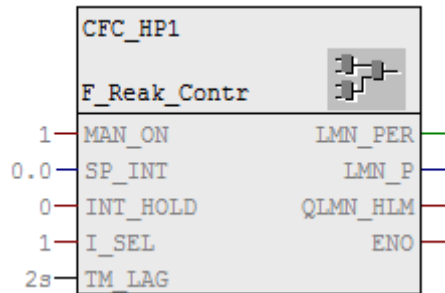 CFC_HP1
F_Reak_Contr
1 MAN_ON LMN_PER
0.0 SP_INT LMN_P
0 INT_HOLD QLMN_HLM
1 I_SEL ENO
2s TM_LAG